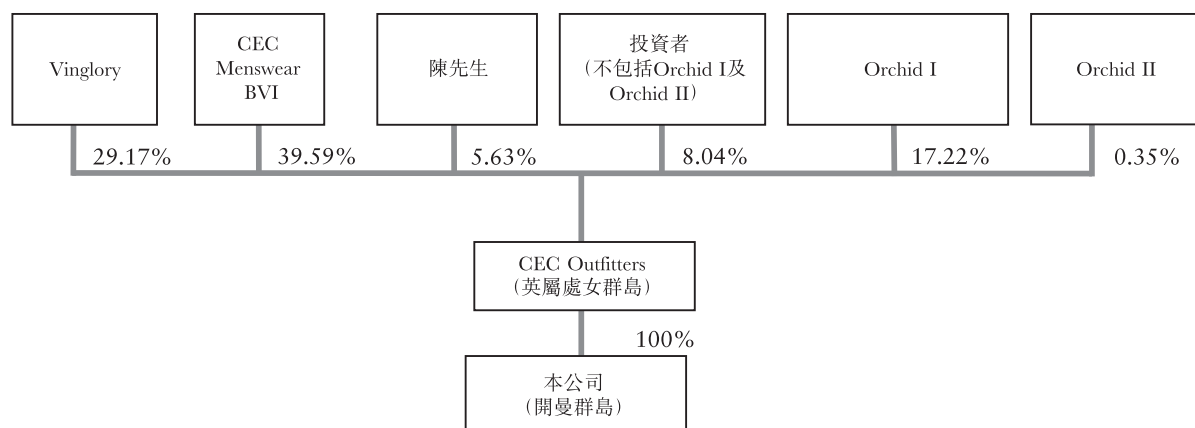 Vinglory
CEC
Menswear
BVI
陳先生
投資者
（不包括Orchid I及
Orchid II）
Orchid I
Orchid II
29.17%
39.59%
5.63%
8.04%
17.22%
0.35%
CEC Outfitters
（英屬處女群島）
100%
本公司
（開曼群島）